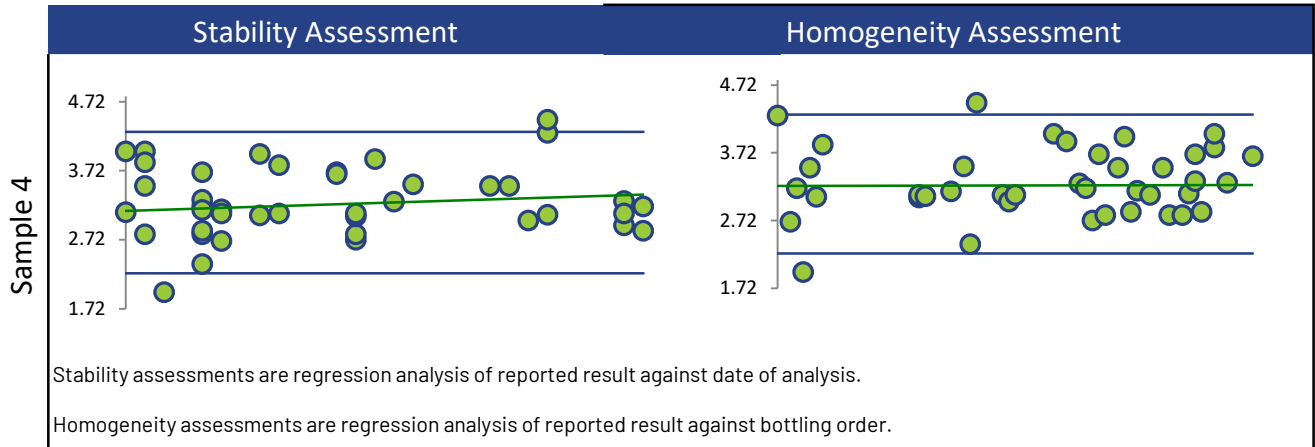 Stability Assessment
Homogeneity Assessment
Sample 4
4.72
3.72
2.72
1.72
4.72
3.72
2.72
1.72
Stability assessments are regression analysis of reported result against date of analysis.
Homogeneity assessments are regression analysis of reported result against bottling order.